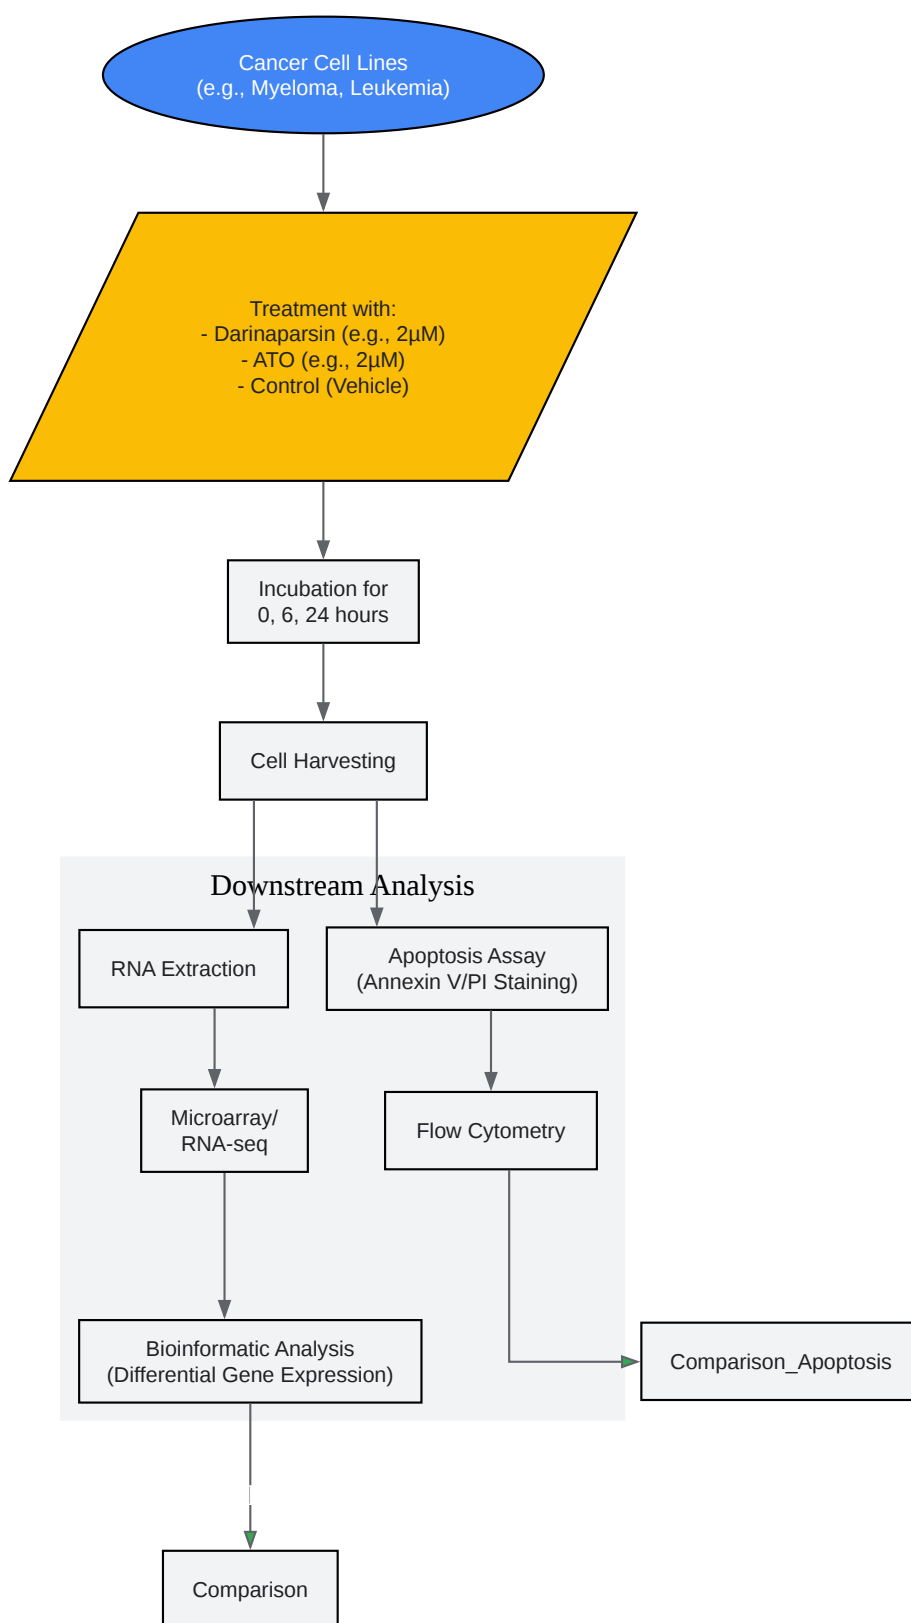 Cancer Cell Lines
(e.g., Myeloma, Leukemia)
Treatment with:
- Darinaparsin (e.g., 2µM)
- ATO (e.g., 2µM)
- Control (Vehicle)
Incubation for
0, 6, 24 hours
Cell Harvesting
Downstream Analysis
RNA Extraction
Apoptosis Assay
(Annexin V/PI Staining)
Microarray/
RNA-seq
Flow Cytometry
Bioinformatic Analysis
(Differential Gene Expression)
Comparison_Apoptosis
Comparison